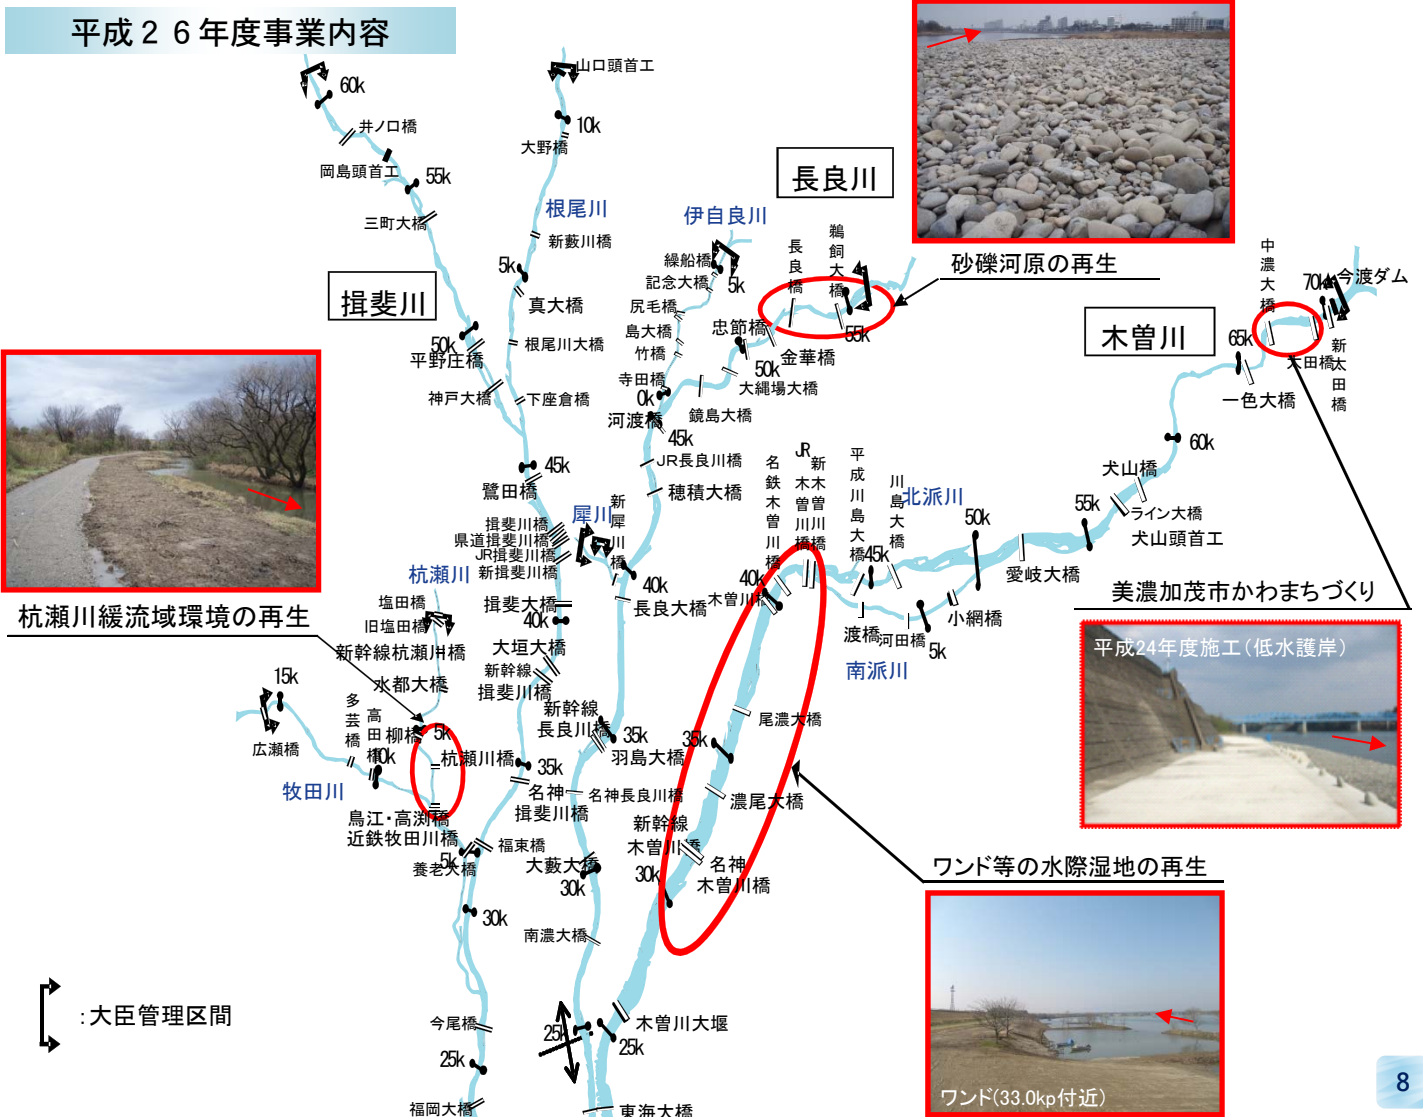 平成２６年度事業内容
60k
井ノ口橋
岡島頭首工
55k
三町大橋
揖斐川
50k
平野庄橋
神戸大橋
山口頭首工
10k
大野橋
根尾川
新薮川橋
5k
真大橋
根尾川大橋
下座倉橋
45k
鷺田橋
揖斐川橋
県道揖斐川橋
JR揖斐川橋
新揖斐川橋
揖斐大橋
40k
大垣大橋
新幹線
揖斐川橋
35k
名神
揖斐川橋
福束橋
30k
今尾橋
25k
福岡大橋
長良川
伊自良川
繰船橋
記念大橋
5k
尻毛橋
島大橋
竹橋
寺田橋
0k
河渡橋
長良橋
鵜飼大橋
55k
忠節橋
金華橋
50k
大縄場大橋
鏡島大橋
45k
JR長良川橋
穂積大橋
犀川
新犀川橋
40k
長良大橋
新幹線
長良川橋
35k
羽島大橋
名神長良川橋
大藪大橋
30k
南濃大橋
25k
砂礫河原の再生
木曽川
中濃大橋
70k
今渡ダム
65k
太田橋
新太田橋
一色大橋
60k
犬山橋
ライン大橋
犬山頭首工
55k
愛岐大橋
50k
北派川
川島大橋
平成川島大橋
45k
小網橋
河田橋
5k
渡橋
南派川
JR木曽川橋
新木曽川橋
名鉄木曽川橋
40k
木曽川橋
尾濃大橋
35k
濃尾大橋
新幹線
木曽川橋
名神
木曽川橋
30k
木曽川大堰
25k
東海大橋
美濃加茂市かわまちづくり
平成24年度施工（低水護岸）
ワンド等の水際湿地の再生
ワンド(33.0kp付近)
杭瀬川緩流域環境の再生
杭瀬川
塩田橋
旧塩田橋
新幹線杭瀬川橋
水都大橋
柳橋
5k
杭瀬川橋
15k
広瀬橋
多芸橋
高田橋
10k
牧田川
鳥江・高渕橋
近鉄牧田川橋
5k
養老大橋
：大臣管理区間
8